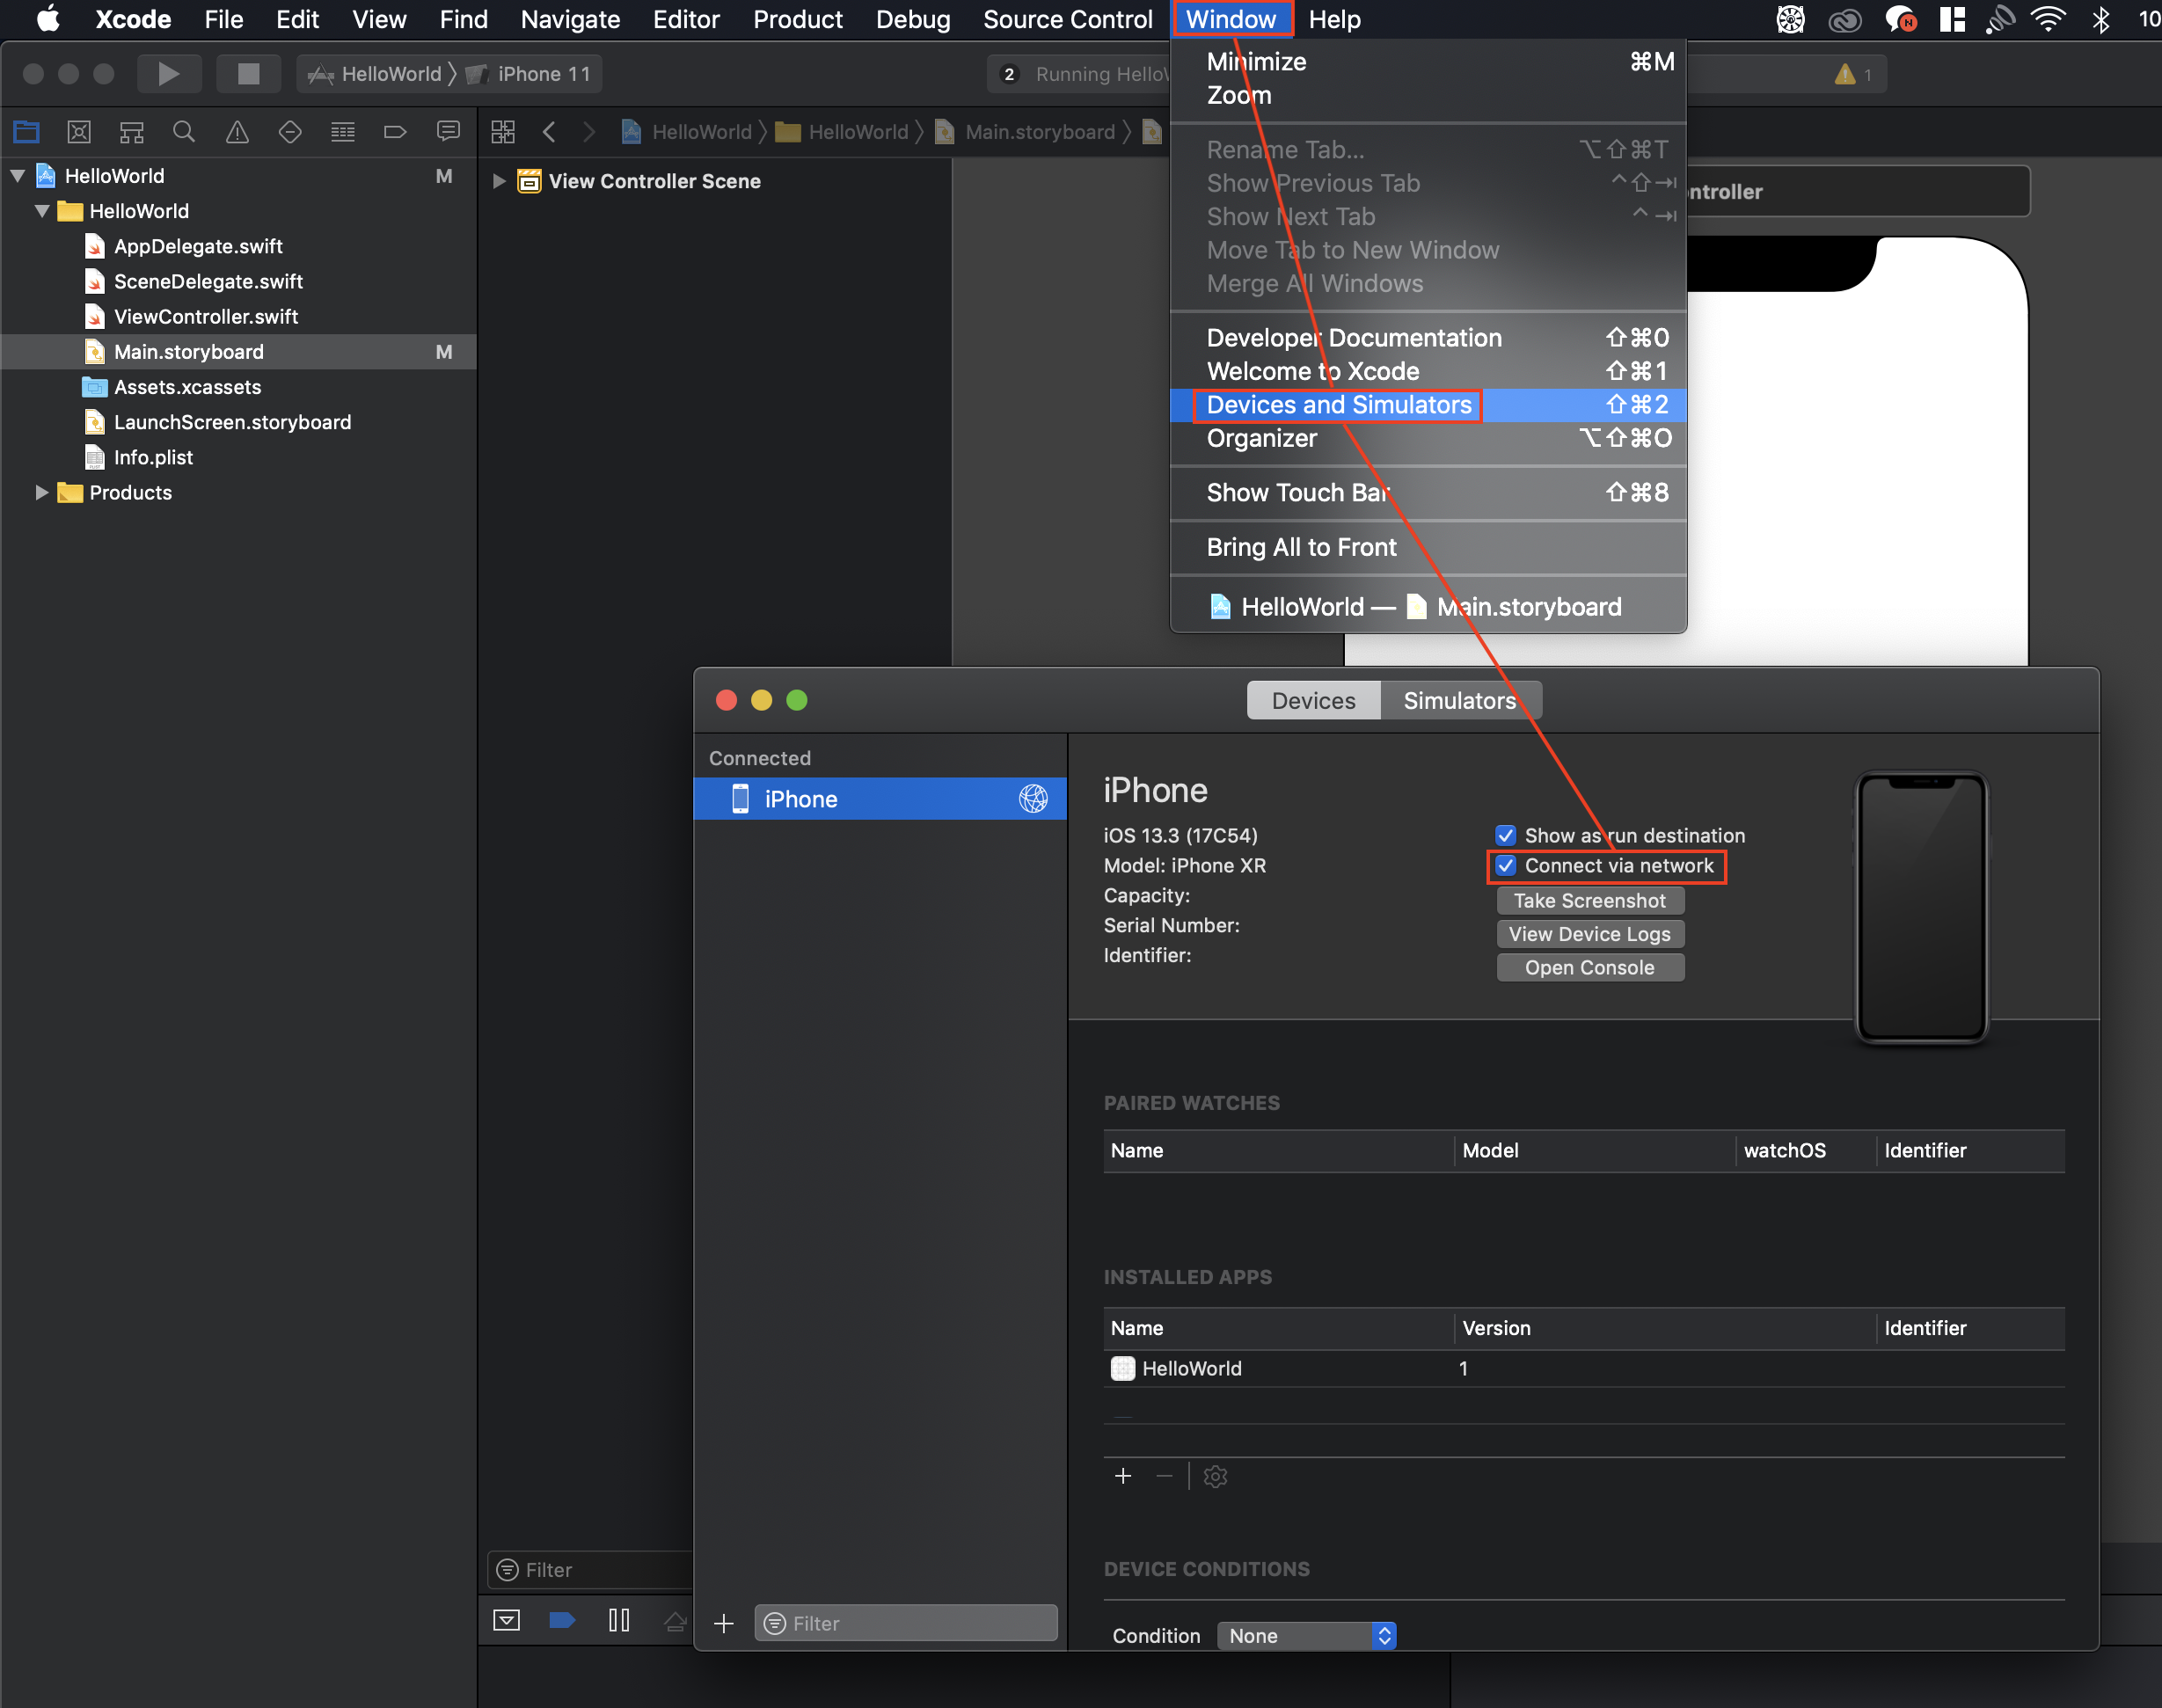 Xcode File Edit View Find Navigate Editor Product Debug Source Control Window Help 10
HelloWorld iPhone 11
2 Running
1
Minimize ⌘M
Zoom
Rename Tab... ⌥⇧⌘T
Show Previous Tab ⌃⇧⇥
Show Next Tab ⌃⇥
Move Tab to New Window
Merge All Windows
Developer Documentation ⇧⌘0
Welcome to Xcode ⇧⌘1
Devices and Simulators ⇧⌘2
Organizer ⌥⇧⌘O
Show Touch Bar ⇧⌘8
Bring All to Front
HelloWorld — Main.storyboard
HelloWorld HelloWorld Main.storyboard
HelloWorld M
HelloWorld
AppDelegate.swift
SceneDelegate.swift
ViewController.swift
Main.storyboard M
Assets.xcassets
LaunchScreen.storyboard
Info.plist
Products
View Controller Scene
ntroller
Filter
Devices Simulators
Connected
iPhone
iPhone
iOS 13.3 (17C54)
Model: iPhone XR
Capacity:
Serial Number:
Identifier:
Show as run destination
Connect via network
Take Screenshot
View Device Logs
Open Console
PAIRED WATCHES
Name Model watchOS Identifier
INSTALLED APPS
Name Version Identifier
HelloWorld 1
DEVICE CONDITIONS
Condition None
Filter